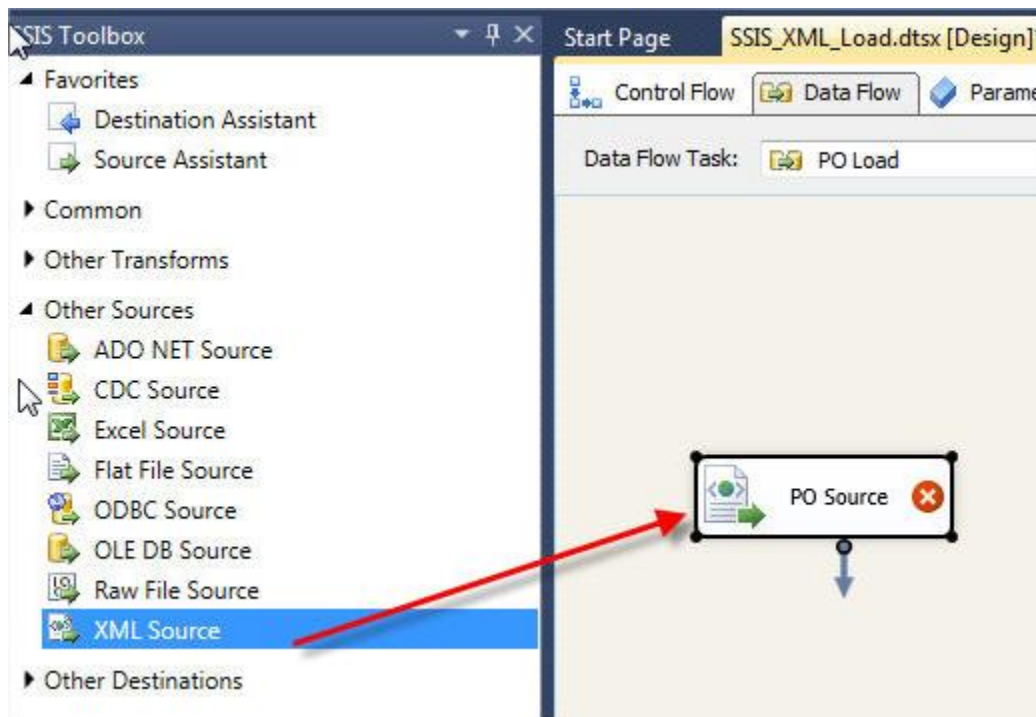 SSIS Toolbox
Favorites
Destination Assistant
Source Assistant
Common
Other Transforms
Other Sources
ADO NET Source
CDC Source
Excel Source
Flat File Source
ODBC Source
OLE DB Source
Raw File Source
XML Source
Other Destinations
Start Page SSIS_XML_Load.dtsx [Design]
Control Flow Data Flow Parame
Data Flow Task: PO Load
PO Source